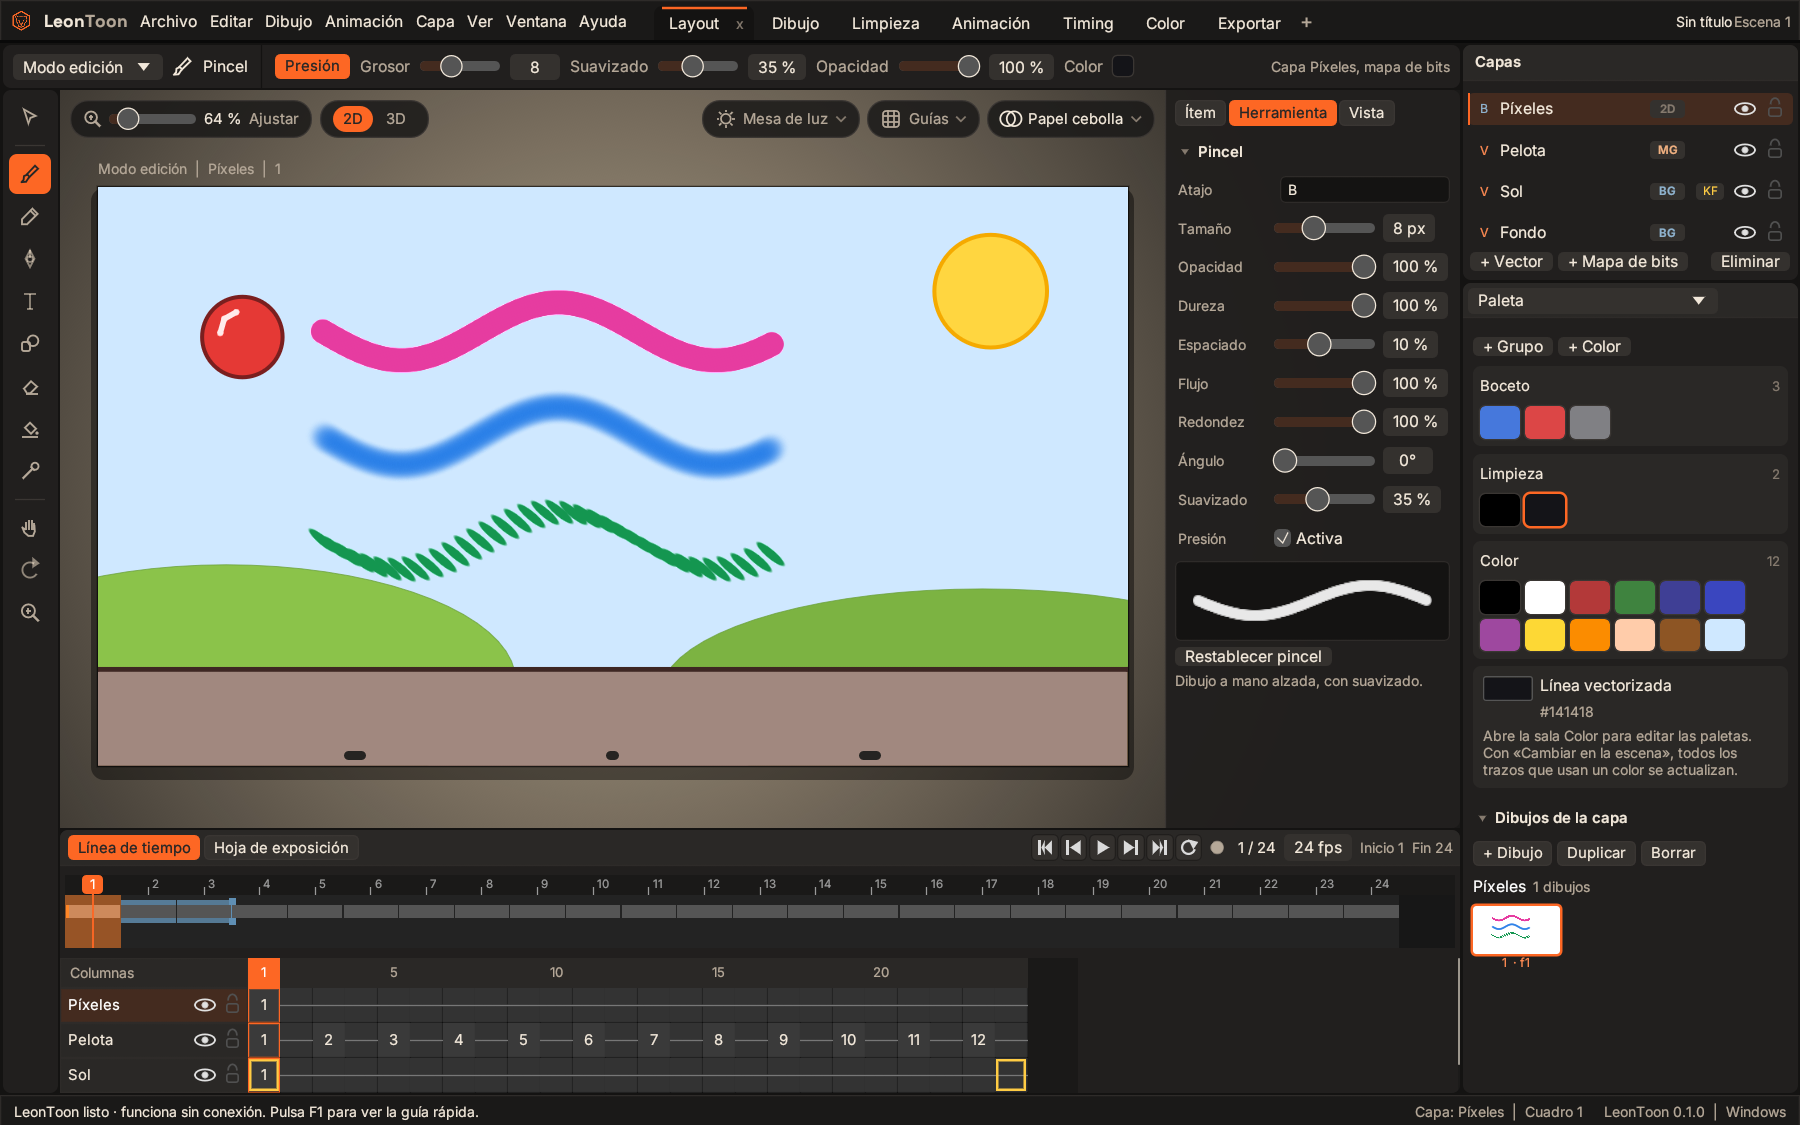 LeonToon Archivo Editar Dibujo Animación Capa Ver Ventana Ayuda Layout x Dibujo Limpieza Animación Timing Color Exportar + Sin título Escena 1
Modo edición Pincel Presión Grosor 8 Suavizado 35 % Opacidad 100 % Color Capa Píxeles, mapa de bits
64 % Ajustar 2D 3D Mesa de luz Guías Papel cebolla
Modo edición | Píxeles | 1
Ítem Herramienta Vista
Pincel
Atajo B
Tamaño 8 px
Opacidad 100 %
Dureza 100 %
Espaciado 10 %
Flujo 100 %
Redondez 100 %
Ángulo 0°
Suavizado 35 %
Presión Activa
Restablecer pincel
Dibujo a mano alzada, con suavizado.
Capas
B Píxeles 2D
V Pelota MG
V Sol BG KF
V Fondo BG
+ Vector + Mapa de bits Eliminar
Paleta
+ Grupo + Color
Boceto 3
Limpieza 2
Color 12
Línea vectorizada
#141418
Abre la sala Color para editar las paletas.
Con «Cambiar en la escena», todos los
trazos que usan un color se actualizan.
Dibujos de la capa
+ Dibujo Duplicar Borrar
Píxeles 1 dibujos
1 · f1
Línea de tiempo Hoja de exposición 1 / 24 24 fps Inicio 1 Fin 24
1 2 3 4 5 6 7 8 9 10 11 12 13 14 15 16 17 18 19 20 21 22 23 24
Columnas 1 5 10 15 20
Píxeles 1
Pelota 1 2 3 4 5 6 7 8 9 10 11 12
Sol 1
LeonToon listo · funciona sin conexión. Pulsa F1 para ver la guía rápida. Capa: Píxeles | Cuadro 1 LeonToon 0.1.0 | Windows